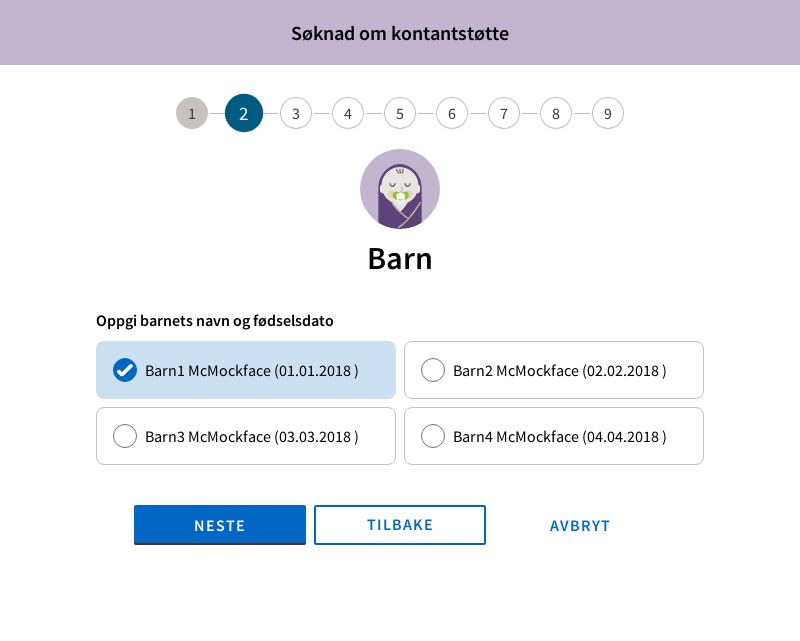 Søknad om kontantstøtte
1 2 3 4 5 6 7 8 9
Barn
Oppgi barnets navn og fødselsdato
Barn1 McMockface (01.01.2018 ) Barn2 McMockface (02.02.2018 )
Barn3 McMockface (03.03.2018 ) Barn4 McMockface (04.04.2018 )
NESTE TILBAKE AVBRYT